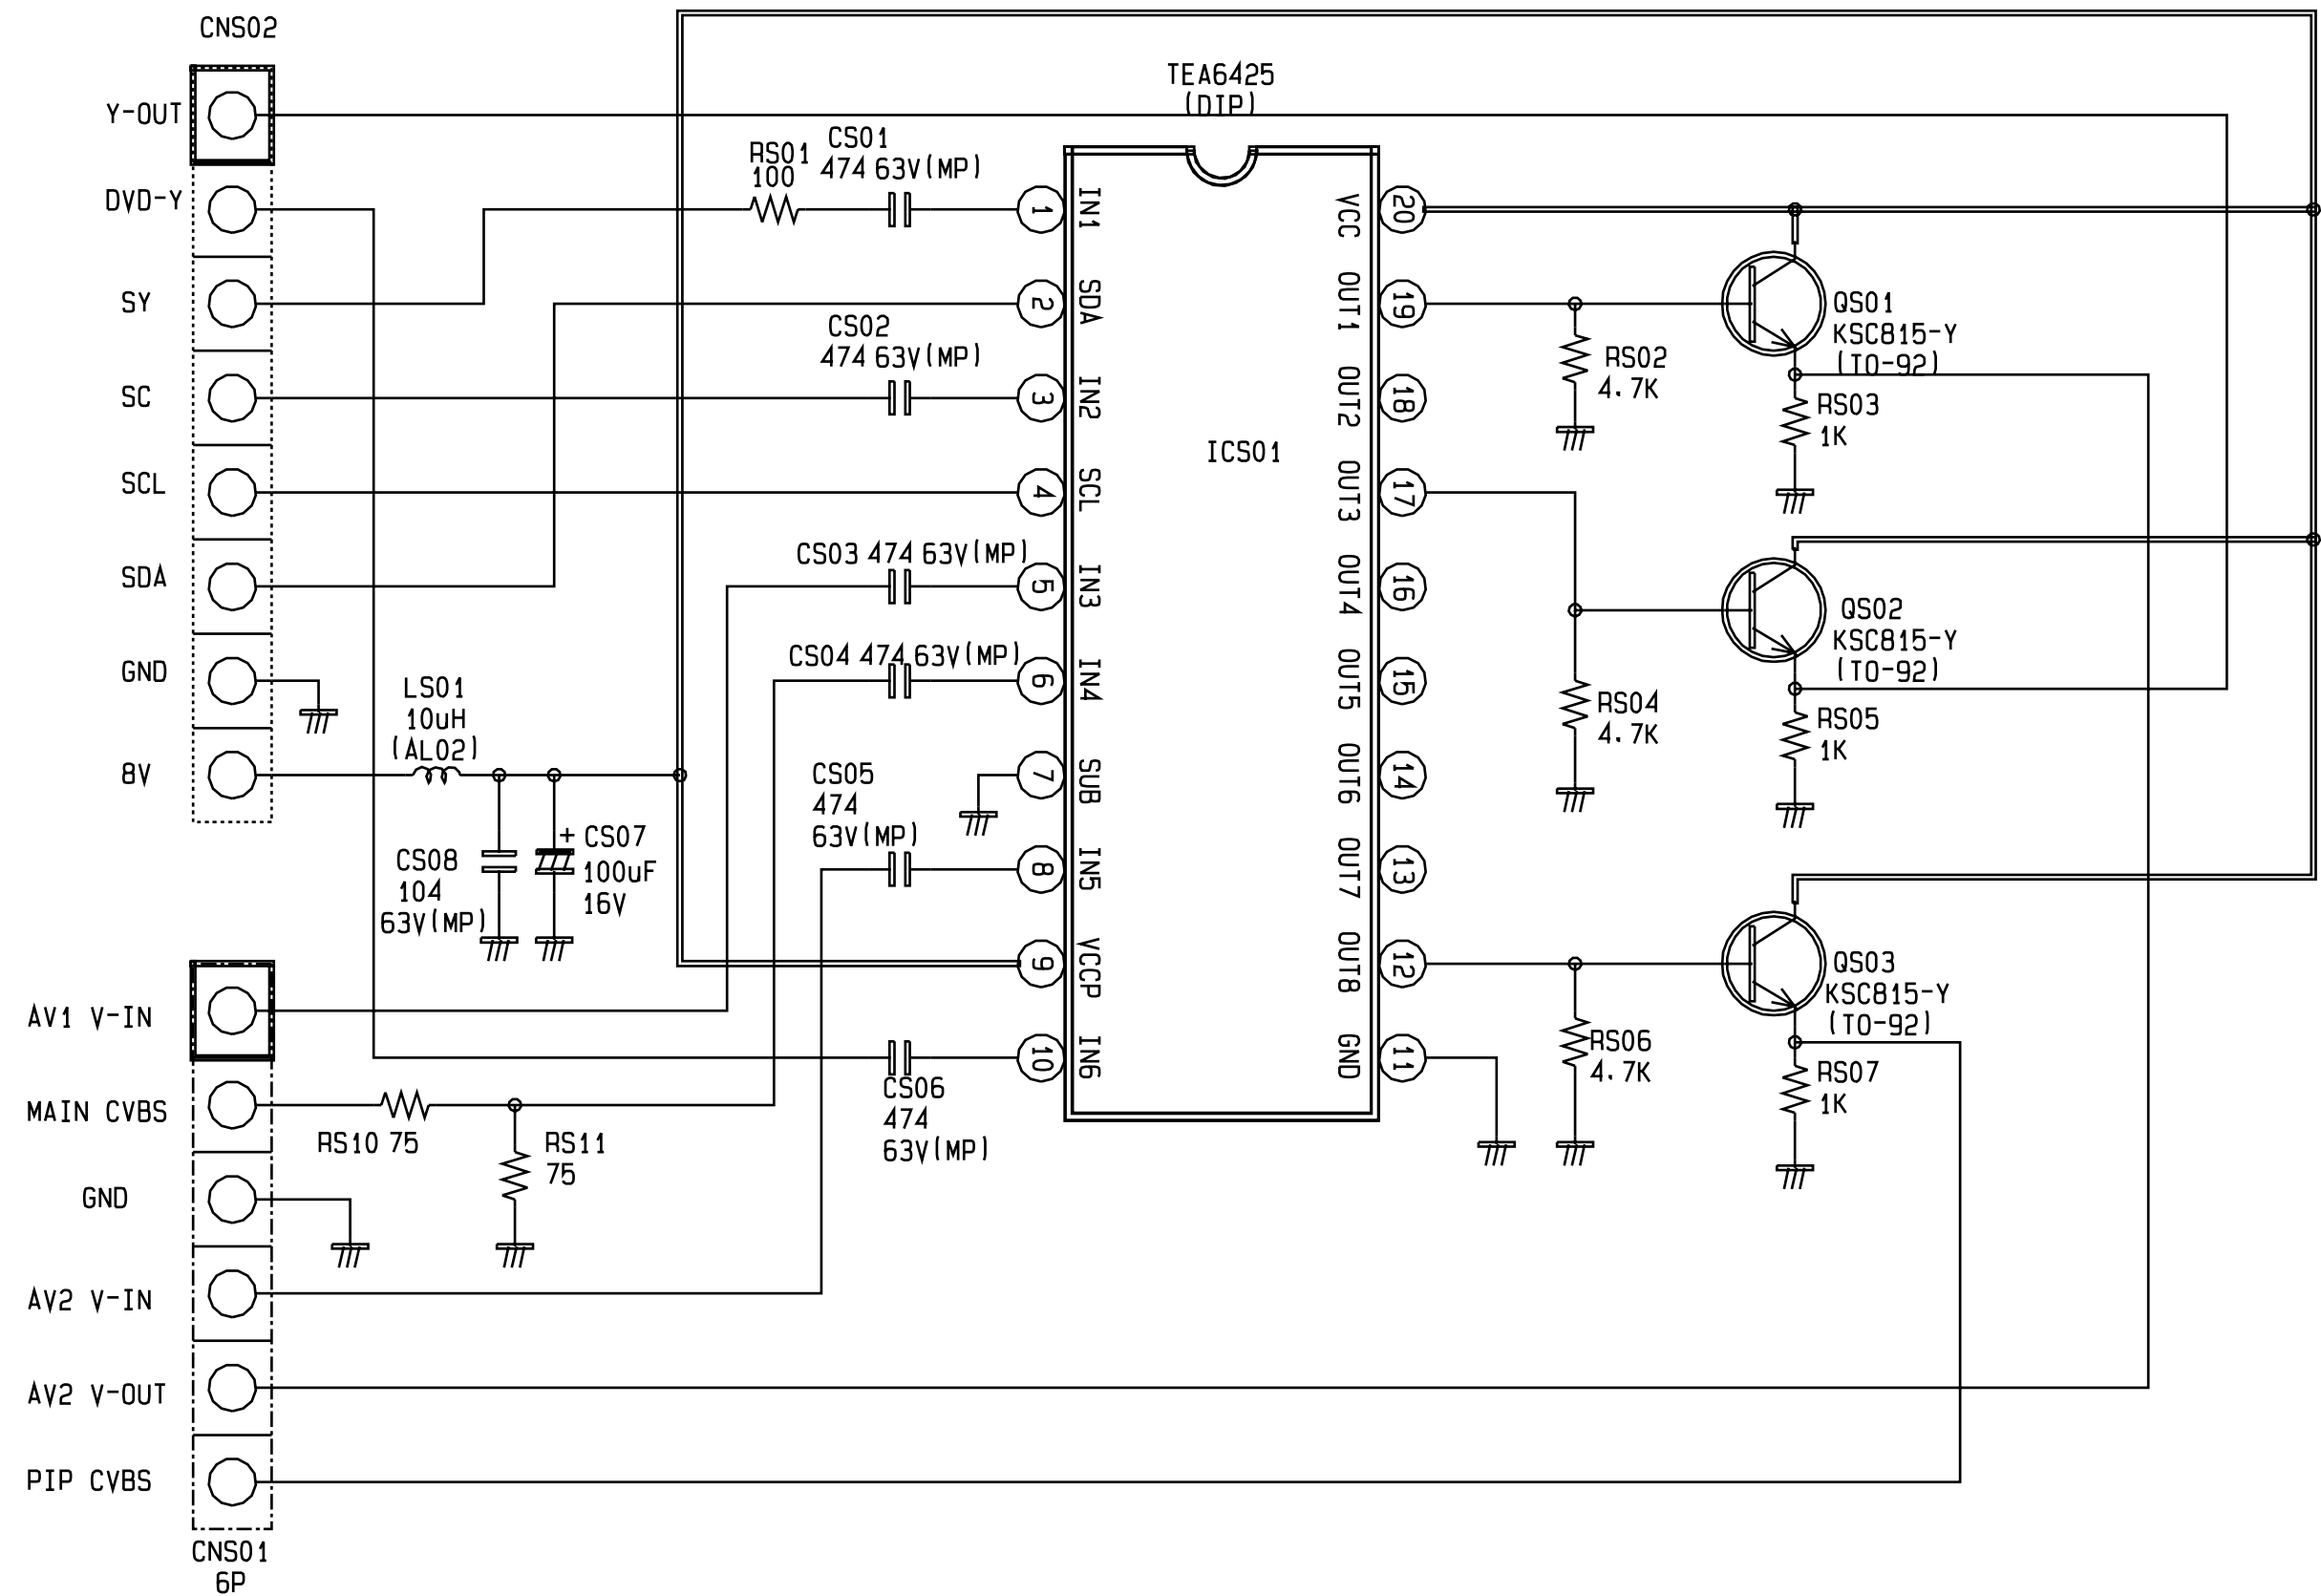 CNS02
Y-OUT
DVD-Y
SY
SC
SCL
SDA
GND
8V
LS01
10uH
(AL02)
CS08
104
63V(MP)
+ CS07
100uF
16V
RS01
100
CS01
474 63V(MP)
CS02
474 63V(MP)
CS03 474 63V(MP)
CS04 474 63V(MP)
CS05
474
63V(MP)
CS06
474
63V(MP)
TEA6425
(DIP)
ICS01
1 IN1
2 SDA
3 IN2
4 SCL
5 IN3
6 IN4
7 SUB
8 IN5
9 VCCP
10 IN6
VCC 20
OUT1 19
OUT2 18
OUT3 17
OUT4 16
OUT5 15
OUT6 14
OUT7 13
OUT8 12
GND 11
QS01
KSC815-Y
(TO-92)
RS02
4.7K
RS03
1K
QS02
KSC815-Y
(TO-92)
RS04
4.7K
RS05
1K
QS03
KSC815-Y
(TO-92)
RS06
4.7K
RS07
1K
AV1 V-IN
MAIN CVBS
GND
AV2 V-IN
AV2 V-OUT
PIP CVBS
RS10 75
RS11
75
CNS01
6P